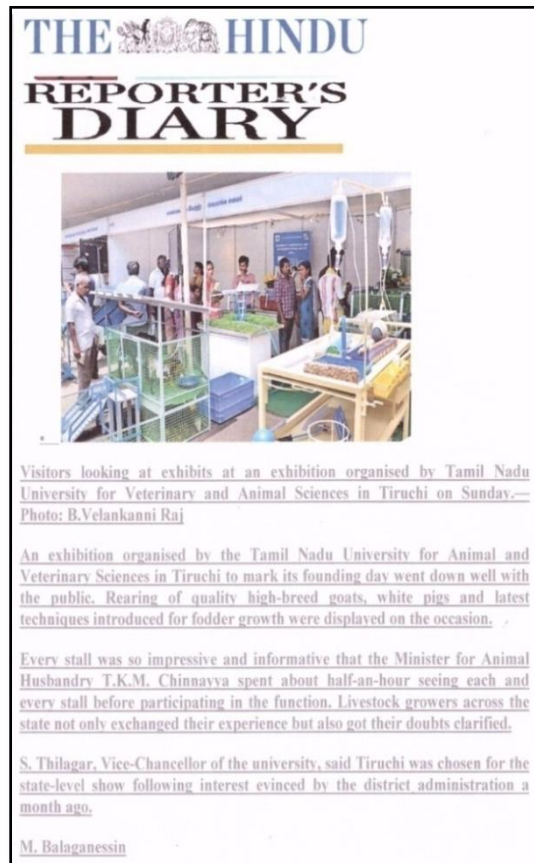 THE HINDU
REPORTER'S
DIARY
Visitors looking at exhibits at an exhibition organised by Tamil Nadu
University for Veterinary and Animal Sciences in Tiruchi on Sunday.—
Photo: B.Velankanni Raj
An exhibition organised by the Tamil Nadu University for Animal and
Veterinary Sciences in Tiruchi to mark its founding day went down well with
the public. Rearing of quality high-breed goats, white pigs and latest
techniques introduced for fodder growth were displayed on the occasion.
Every stall was so impressive and informative that the Minister for Animal
Husbandry T.K.M. Chinnayya spent about half-an-hour seeing each and
every stall before participating in the function. Livestock growers across the
state not only exchanged their experience but also got their doubts clarified.
S. Thilagar, Vice-Chancellor of the university, said Tiruchi was chosen for the
state-level show following interest evinced by the district administration a
month ago.
M. Balaganessin